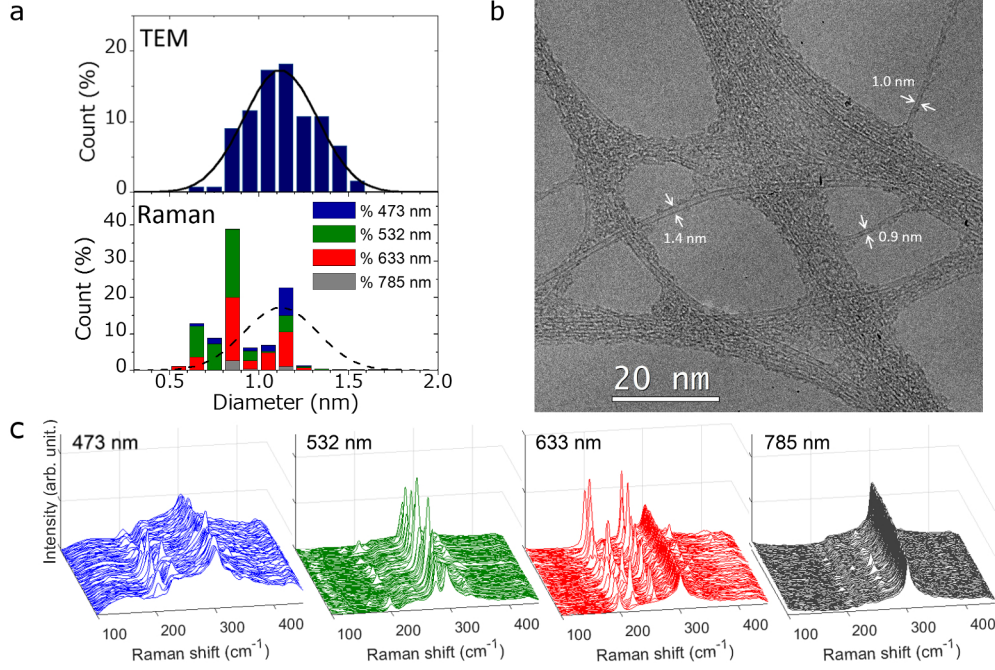 a
TEM
20
10
0
Count (%)
Raman
% 473 nm
% 532 nm
% 633 nm
% 785 nm
40
30
20
10
0
Count (%)
0.5
1.0
1.5
2.0
Diameter (nm)
b
1.0 nm
1.4 nm
0.9 nm
20 nm
c
Intensity (arb. unit.)
473 nm
100
200
300
400
Raman shift (cm⁻¹)
532 nm
100
200
300
400
Raman shift (cm⁻¹)
633 nm
100
200
300
400
Raman shift (cm⁻¹)
785 nm
100
200
300
400
Raman shift (cm⁻¹)